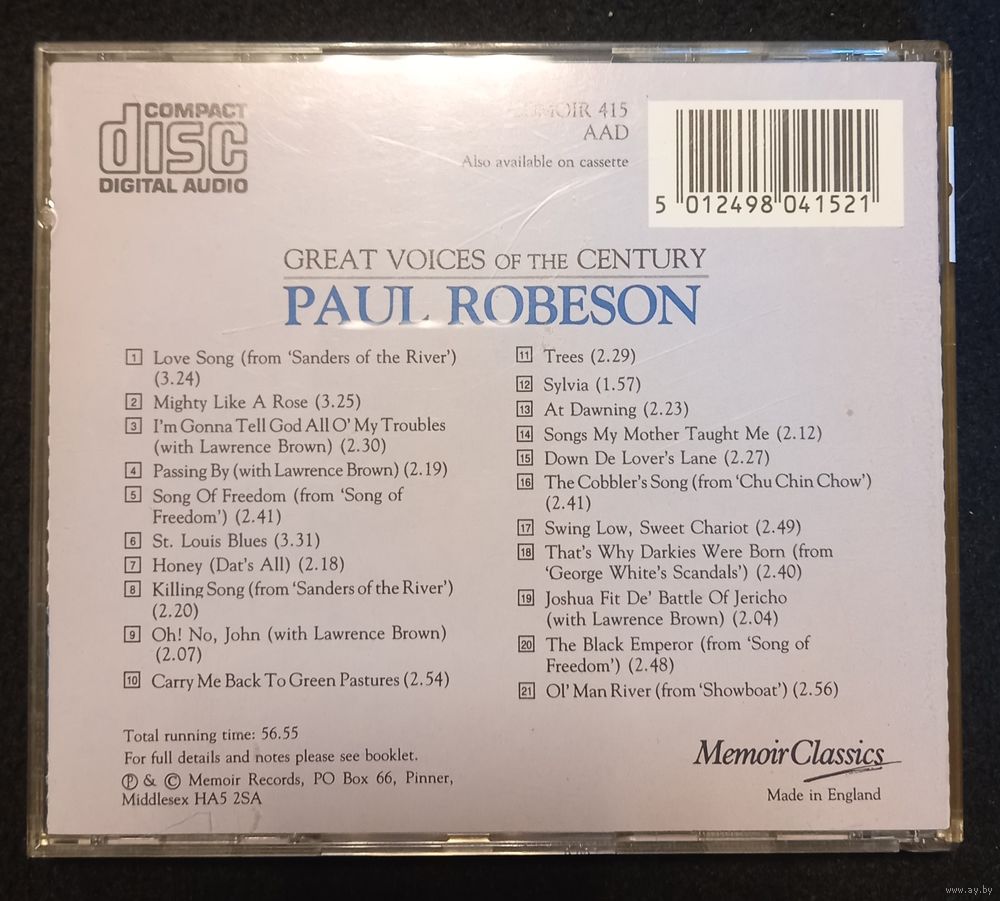 COMPACT
disc
DIGITAL AUDIO
MOIR 415
AAD
Also available on cassette
5 012498 041521
GREAT VOICES OF THE CENTURY
PAUL ROBESON
1 Love Song (from ‘Sanders of the River’)
(3.24)
2 Mighty Like A Rose (3.25)
3 I’m Gonna Tell God All O’ My Troubles
(with Lawrence Brown) (2.30)
4 Passing By (with Lawrence Brown) (2.19)
5 Song Of Freedom (from ‘Song of
Freedom’) (2.41)
6 St. Louis Blues (3.31)
7 Honey (Dat’s All) (2.18)
8 Killing Song (from ‘Sanders of the River’)
(2.20)
9 Oh! No, John (with Lawrence Brown)
(2.07)
10 Carry Me Back To Green Pastures (2.54)
11 Trees (2.29)
12 Sylvia (1.57)
13 At Dawning (2.23)
14 Songs My Mother Taught Me (2.12)
15 Down De Lover’s Lane (2.27)
16 The Cobbler’s Song (from ‘Chu Chin Chow’)
(2.41)
17 Swing Low, Sweet Chariot (2.49)
18 That’s Why Darkies Were Born (from
‘George White’s Scandals’) (2.40)
19 Joshua Fit De’ Battle Of Jericho
(with Lawrence Brown) (2.04)
20 The Black Emperor (from ‘Song of
Freedom’) (2.48)
21 Ol’ Man River (from ‘Showboat’) (2.56)
Total running time: 56.55
For full details and notes please see booklet.
Ⓟ & © Memoir Records, PO Box 66, Pinner,
Middlesex HA5 2SA
Memoir Classics
Made in England
www.ay.by